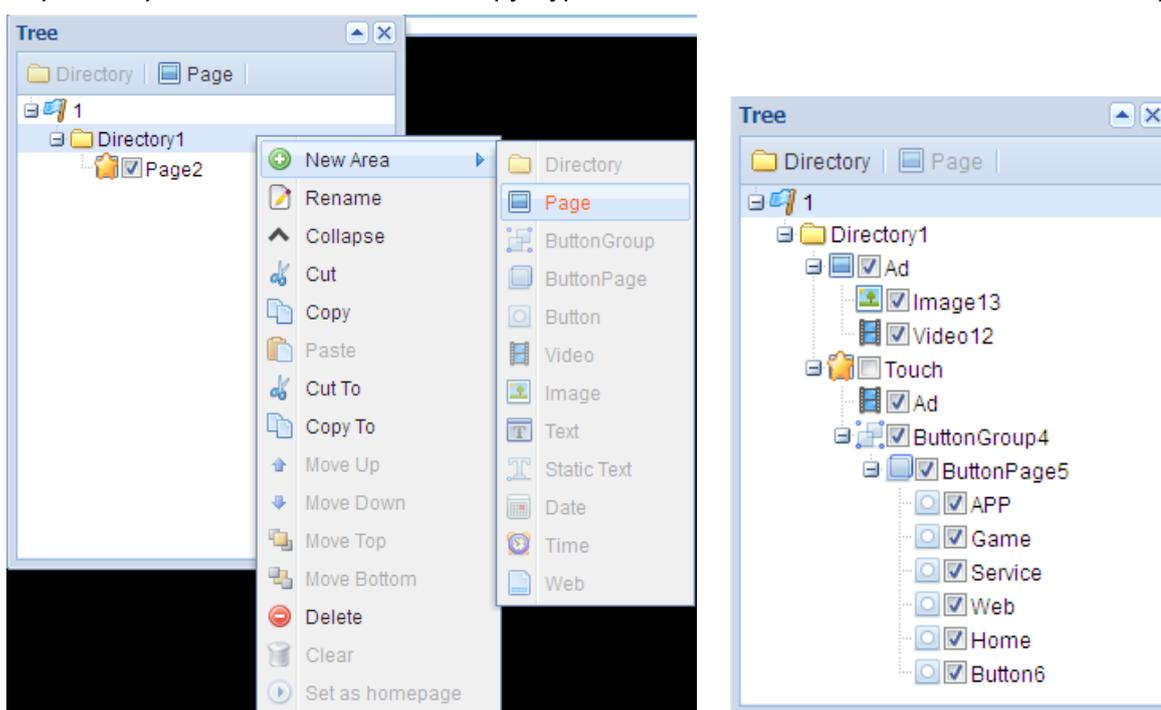 Tree
Directory Page
1
Directory1
Page2
New Area
Rename
Collapse
Cut
Copy
Paste
Cut To
Copy To
Move Up
Move Down
Move Top
Move Bottom
Delete
Clear
Set as homepage
Directory
Page
ButtonGroup
ButtonPage
Button
Video
Image
Text
Static Text
Date
Time
Web
Tree
Directory Page
1
Directory1
Ad
Image13
Video12
Touch
Ad
ButtonGroup4
ButtonPage5
APP
Game
Service
Web
Home
Button6